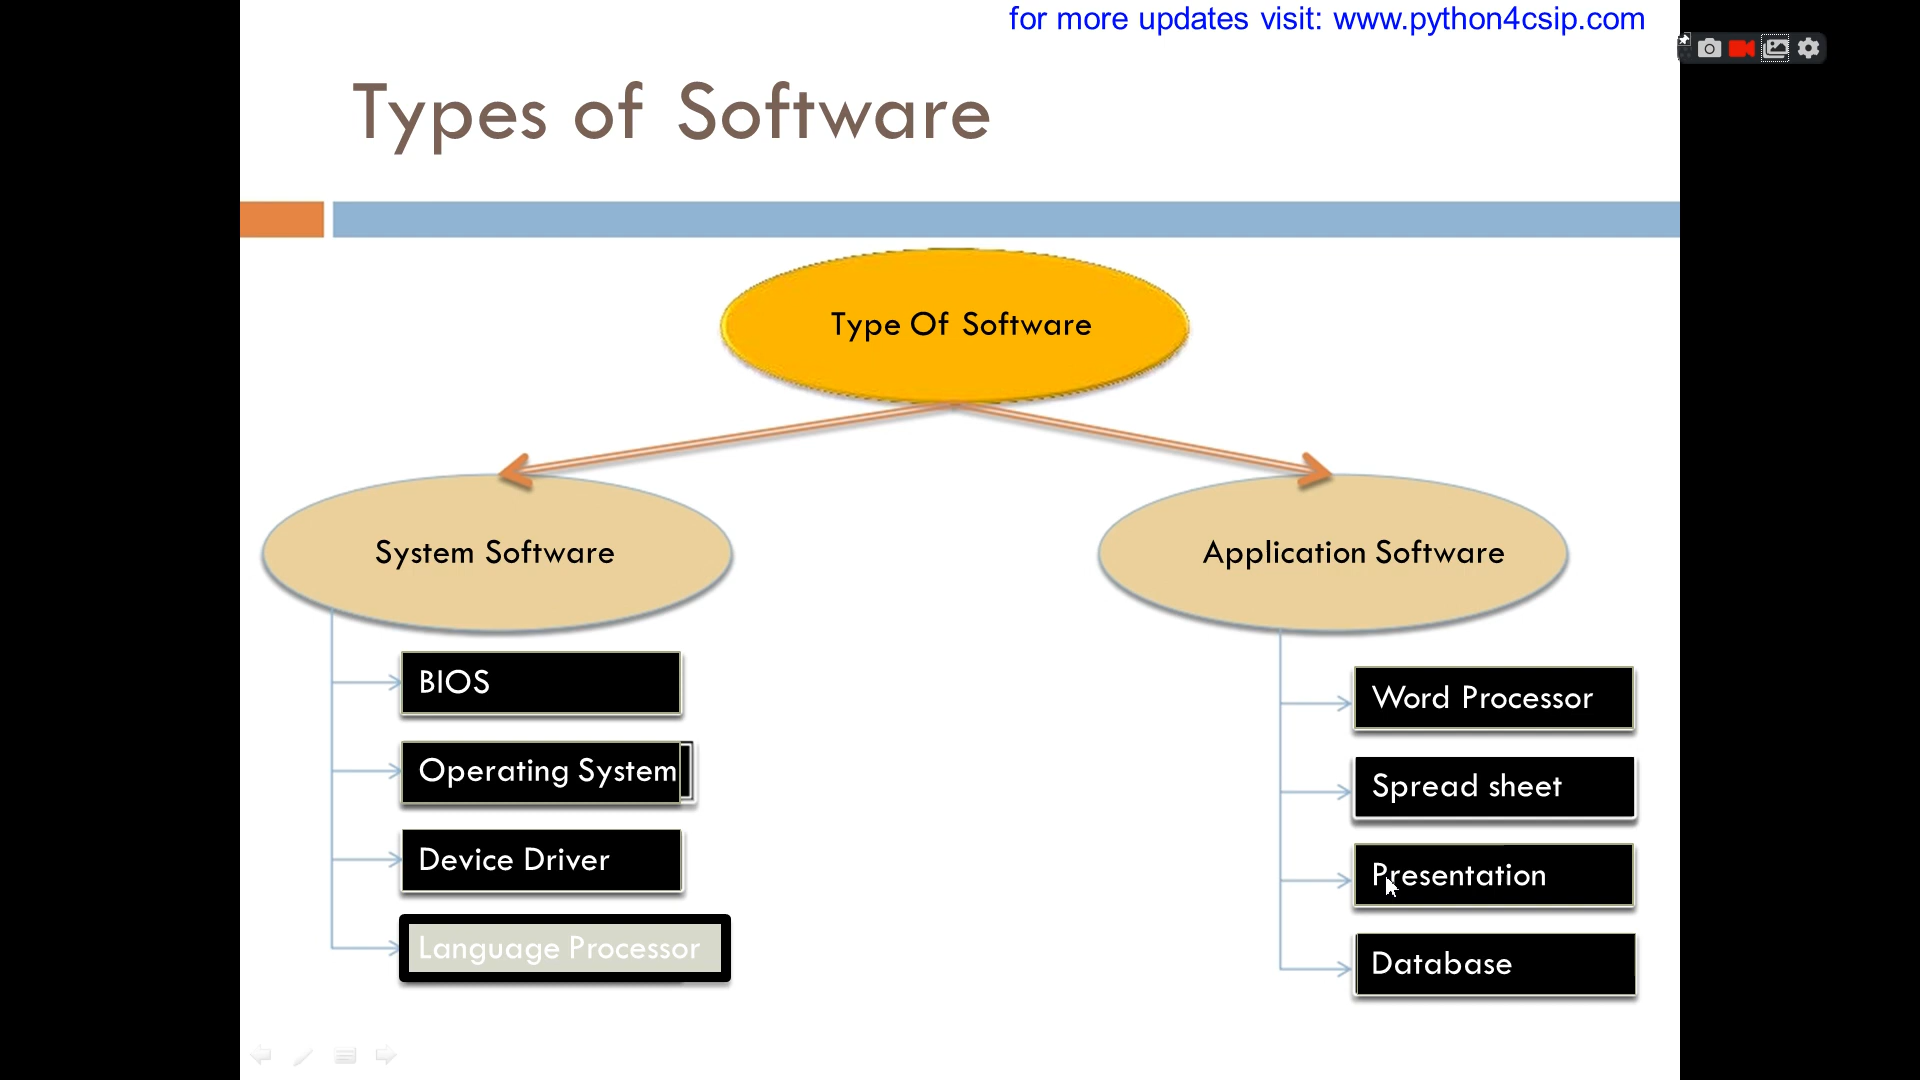 for more updates visit: www.python4csip.com
Types of Software
Type Of Software
System Software
Application Software
BIOS
Operating System
Device Driver
Language Processor
Word Processor
Spread sheet
Presentation
Database